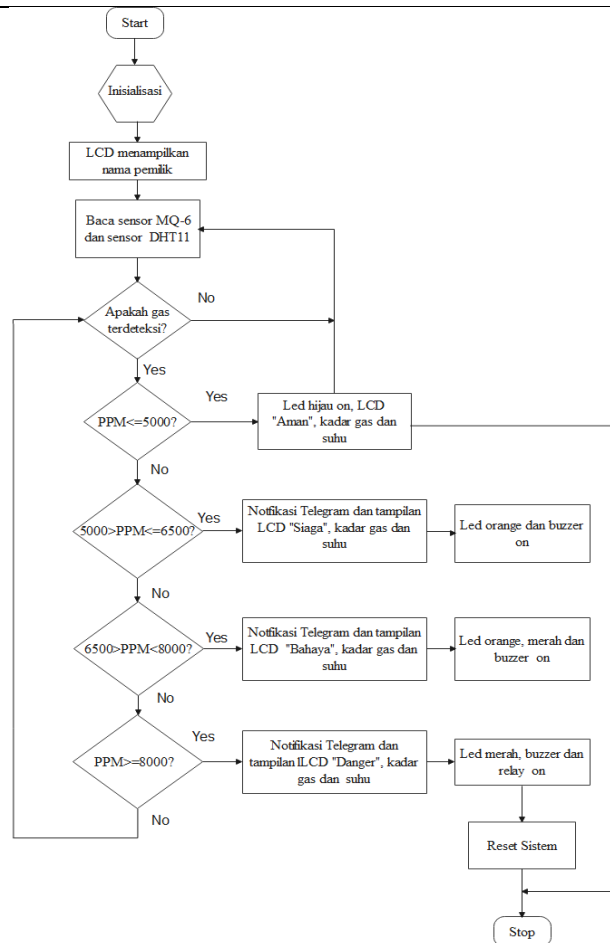 Start
Inisialisasi
LCD menampilkan
nama pemilik
Baca sensor MQ-6
dan sensor DHT11
No
Apakah gas
terdeteksi?
Yes
Yes
PPM<=5000?
Led hijau on, LCD
"Aman", kadar gas dan
suhu
No
5000>PPM<=6500?
Yes
Notfikasi Telegram dan tampilan
LCD "Siaga", kadar gas dan
suhu
Led orange dan buzzer
on
No
6500>PPM<8000?
Yes
Notfikasi Telegram dan tampilan
LCD "Bahaya", kadar gas dan
suhu
Led orange, merah dan
buzzer on
No
PPM>=8000?
Yes
Notifikasi Telegram dan
tampilan lLCD "Danger", kadar
gas dan suhu
Led merah, buzzer dan
relay on
No
Reset Sistem
Stop